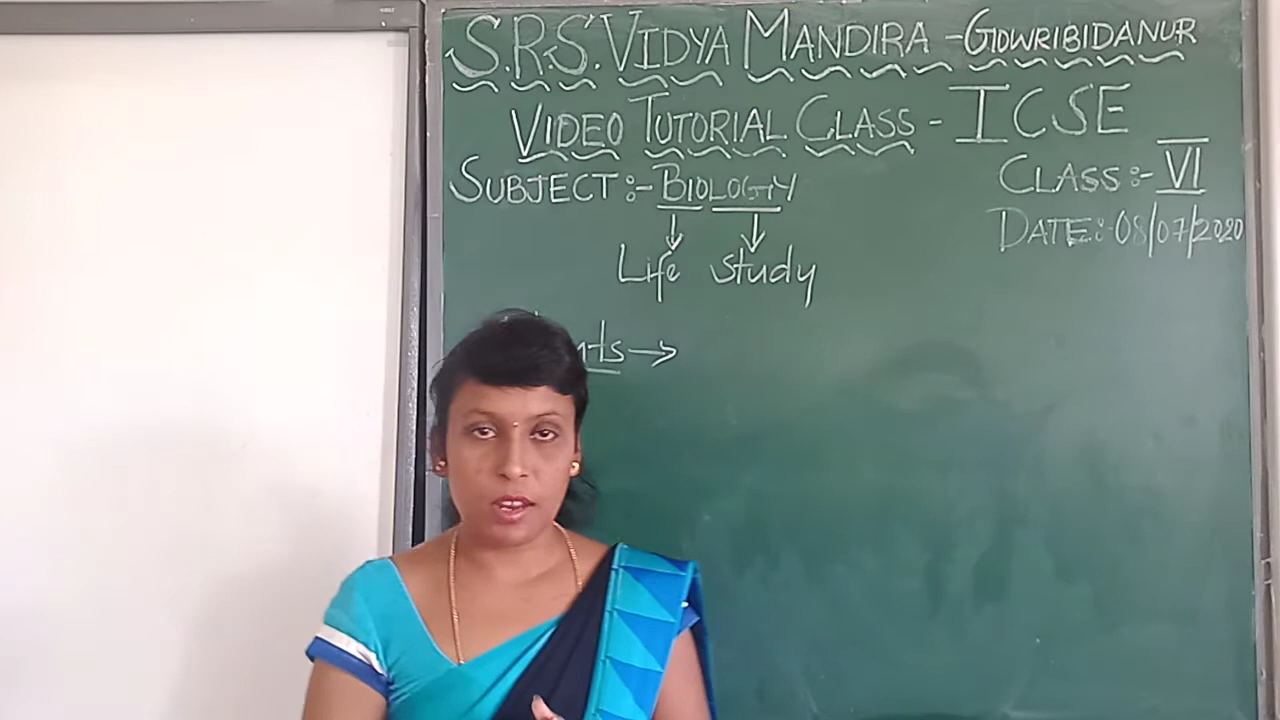 S.R.S. VIDYA MANDIRA - GOWRIBIDANUR
VIDEO TUTORIAL CLASS - ICSE
SUBJECT :- BIOLOGY
CLASS :- VI
DATE :- 08/07/2020
↓ ↓
Life study
→